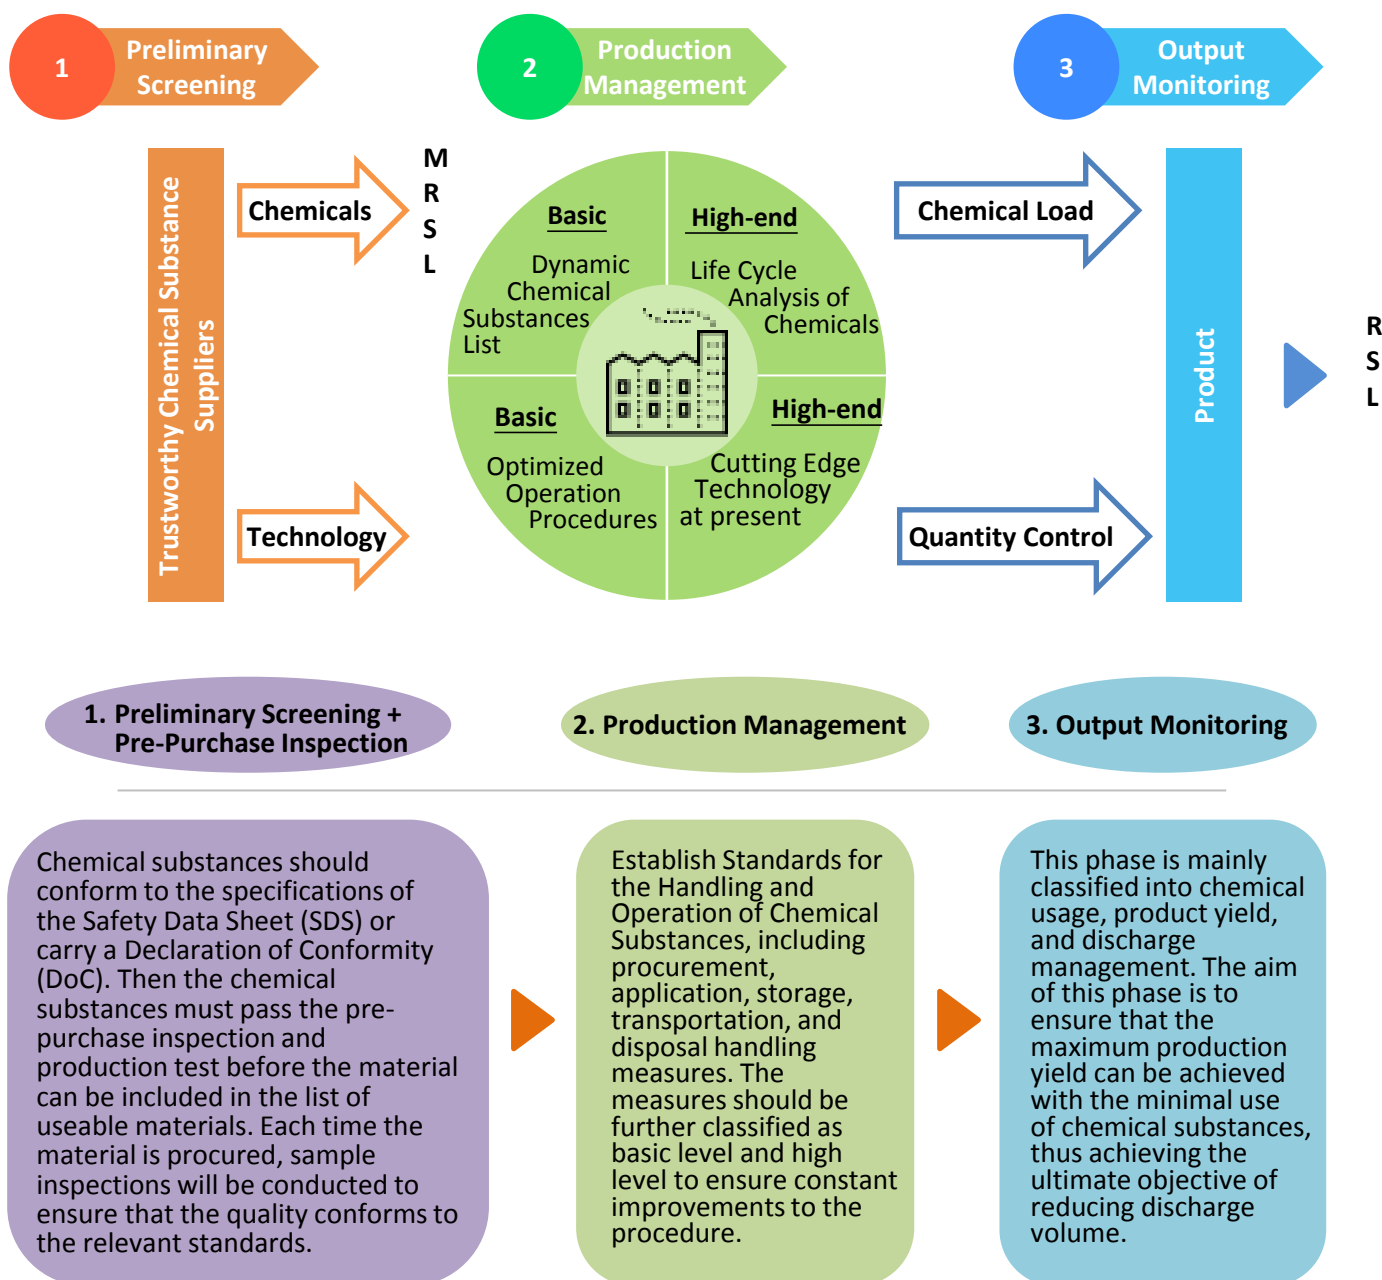 1
Preliminary
Screening
2
Production
Management
3
Output
Monitoring
Trustworthy Chemical Substance
Suppliers
Chemicals
Technology
M
R
S
L
Basic
Dynamic
Chemical
Substances
List
High-end
Life Cycle
Analysis of
Chemicals
Basic
Optimized
Operation
Procedures
High-end
Cutting Edge
Technology
at present
Chemical Load
Quantity Control
Product
R
S
L
1. Preliminary Screening +
Pre-Purchase Inspection
2. Production Management
3. Output Monitoring
Chemical substances should
conform to the specifications of
the Safety Data Sheet (SDS) or
carry a Declaration of Conformity
(DoC). Then the chemical
substances must pass the pre-
purchase inspection and
production test before the material
can be included in the list of
useable materials. Each time the
material is procured, sample
inspections will be conducted to
ensure that the quality conforms to
the relevant standards.
Establish Standards for
the Handling and
Operation of Chemical
Substances, including
procurement,
application, storage,
transportation, and
disposal handling
measures. The
measures should be
further classified as
basic level and high
level to ensure constant
improvements to the
procedure.
This phase is mainly
classified into chemical
usage, product yield,
and discharge
management. The aim
of this phase is to
ensure that the
maximum production
yield can be achieved
with the minimal use
of chemical substances,
thus achieving the
ultimate objective of
reducing discharge
volume.